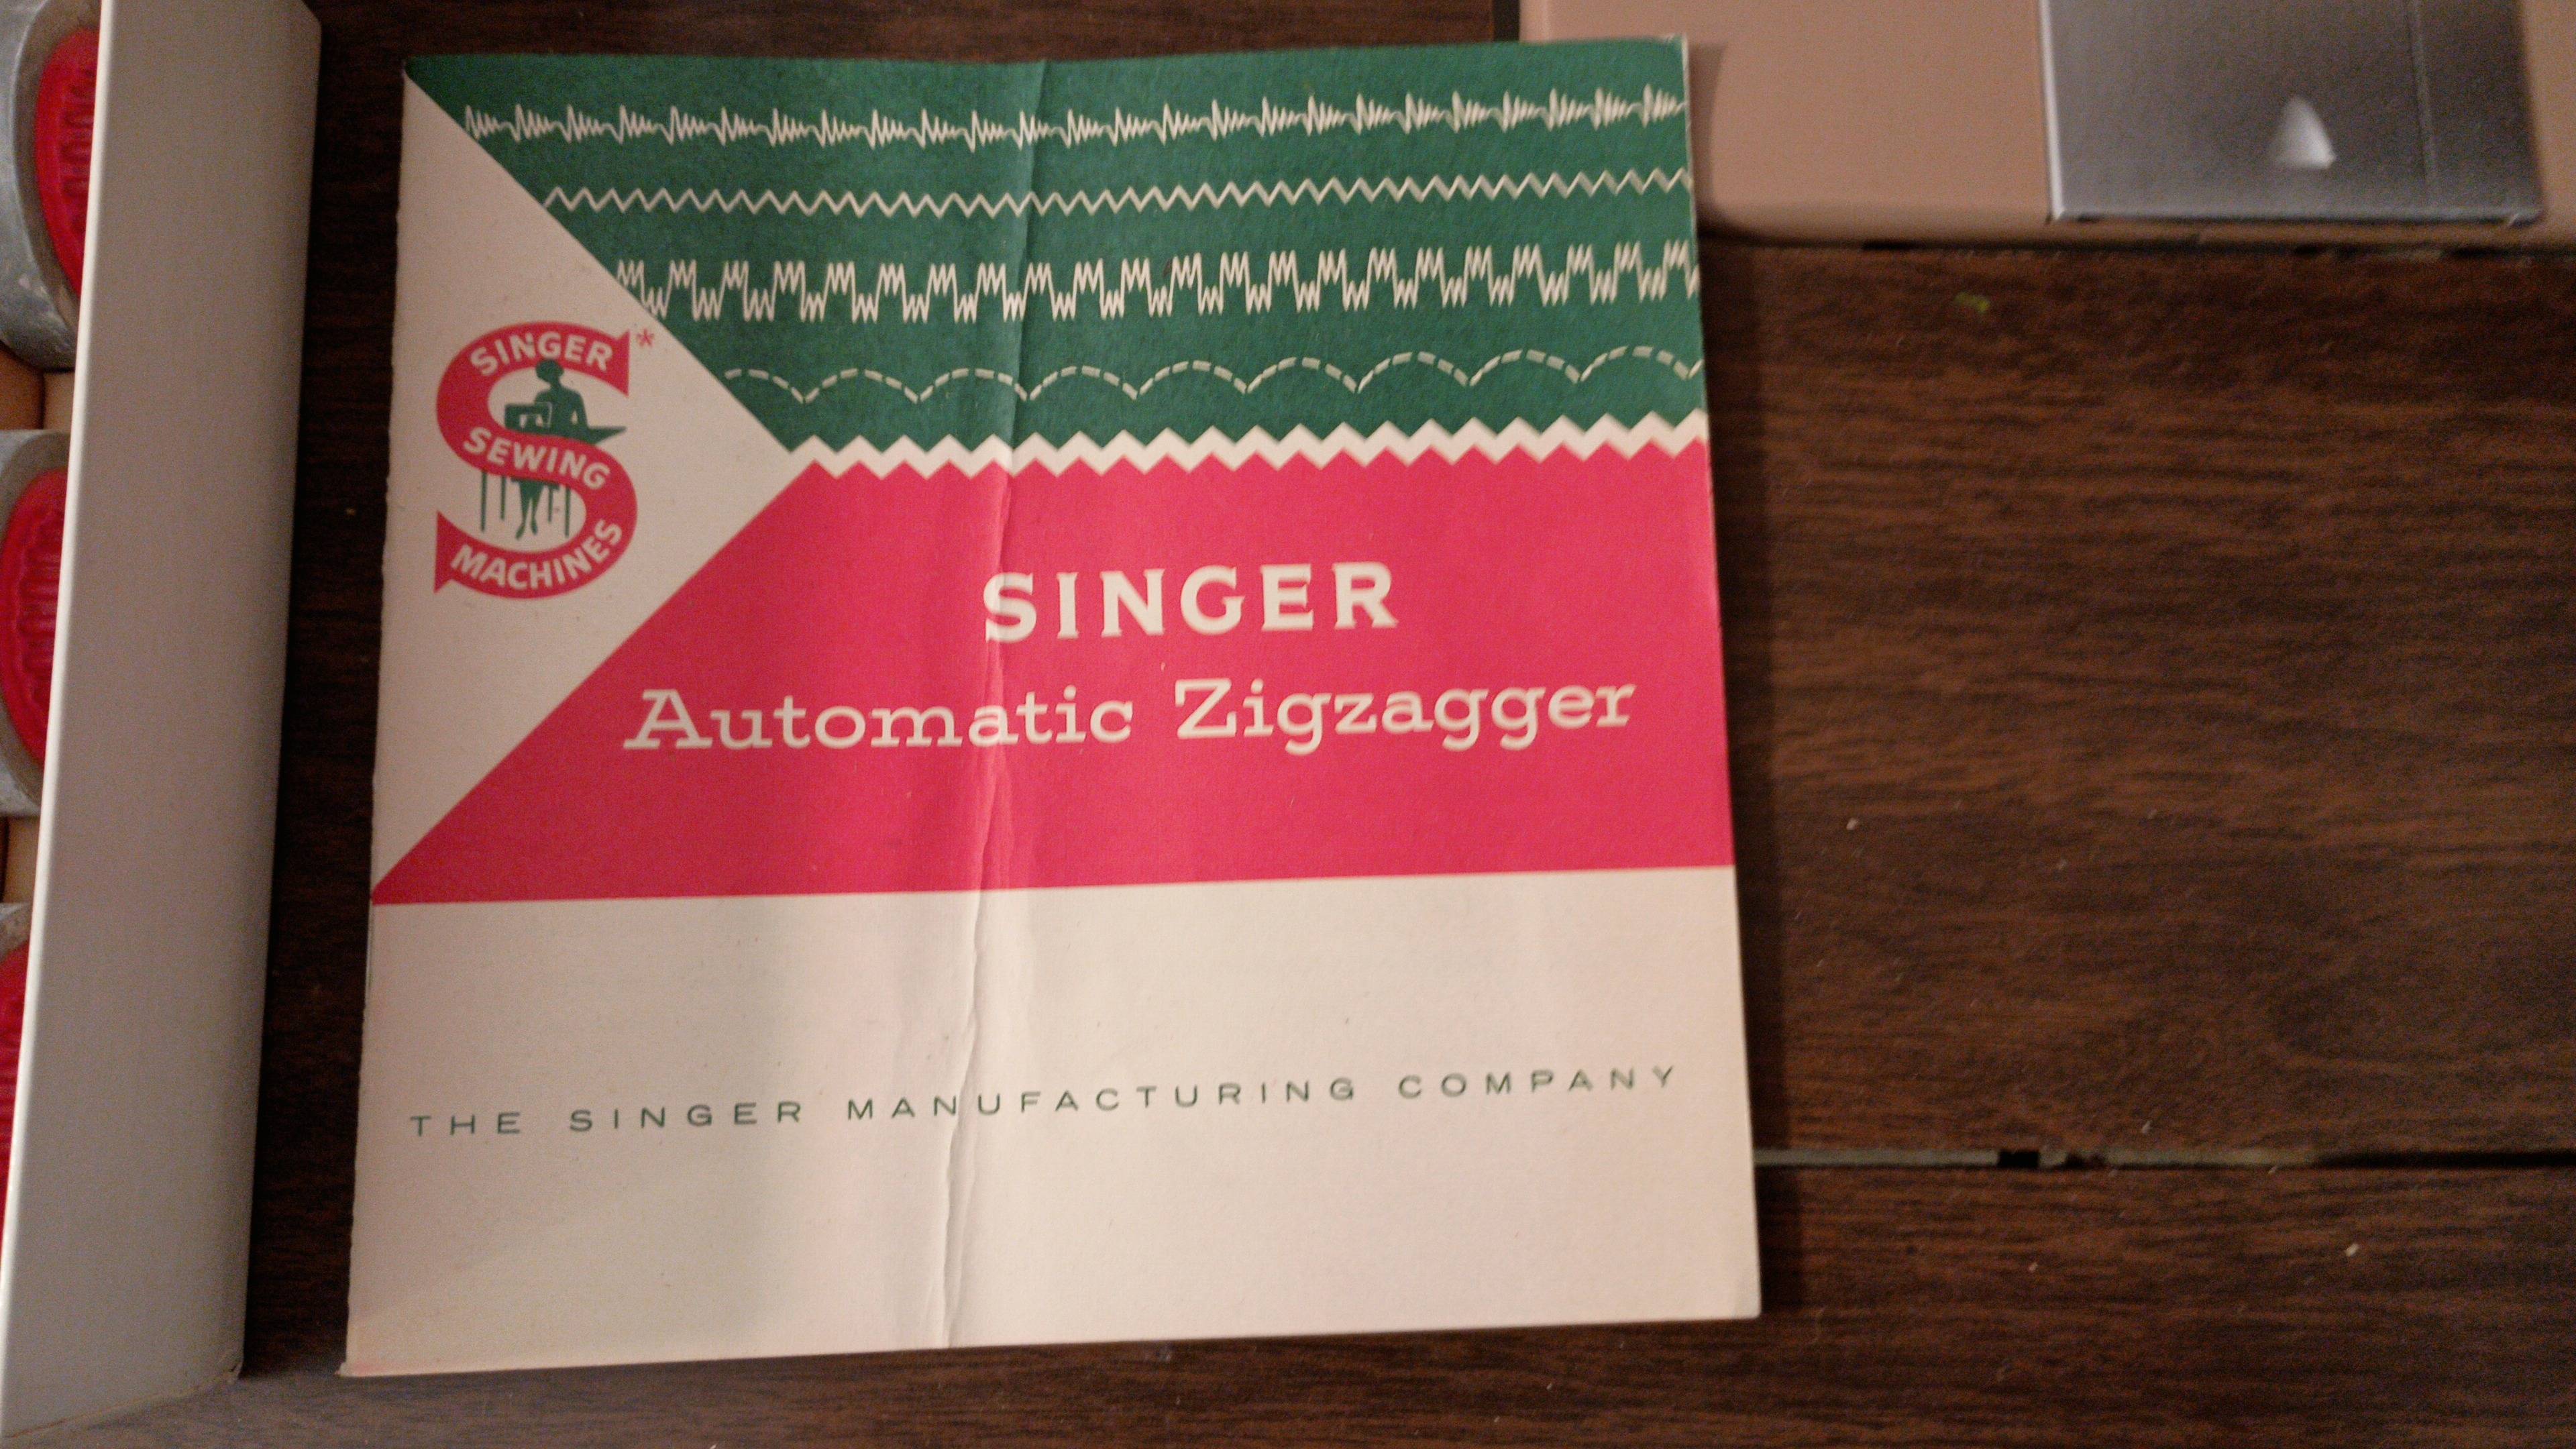 SINGER*
SEWING
MACHINES
SINGER
Automatic Zigzagger
THE SINGER MANUFACTURING COMPANY